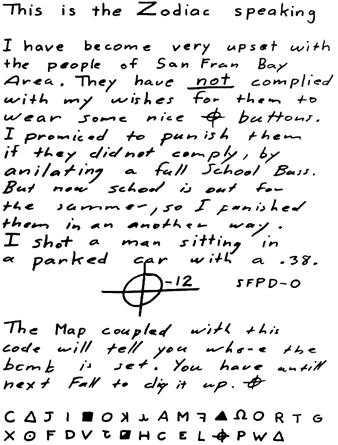 This is the Zodiac speaking
I have become very upset with
the people of San Fran Bay
Area. They have not complied
with my wishes for them to
wear some nice ⌖ buttons.
I promiced to punish them
if they did not comply, by
anilating a full School Buss.
But now school is out for
the summer, so I punished
them in an another way.
I shot a man sitting in
a parked car with a .38.
⌖-12 SFPD-0
The Map coupled with this
code will tell you who-e the
bomb is set. You have untill
next Fall to dig it up. ⌖
C Δ J I ■ O ꓘ ⅄ A M ꟻ ▲ Ω O R T G
X ⊙ F D V ꞇ ◪ H C E L ⌖ P W Δ